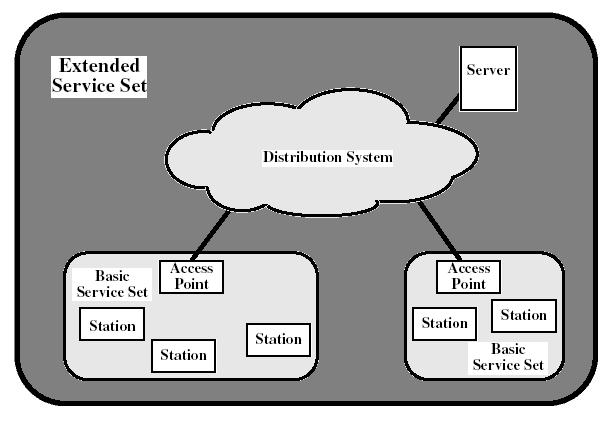 Extended
Service Set
Server
Distribution System
Basic
Service Set
Access
Point
Station
Station
Station
Access
Point
Station
Station
Basic
Service Set